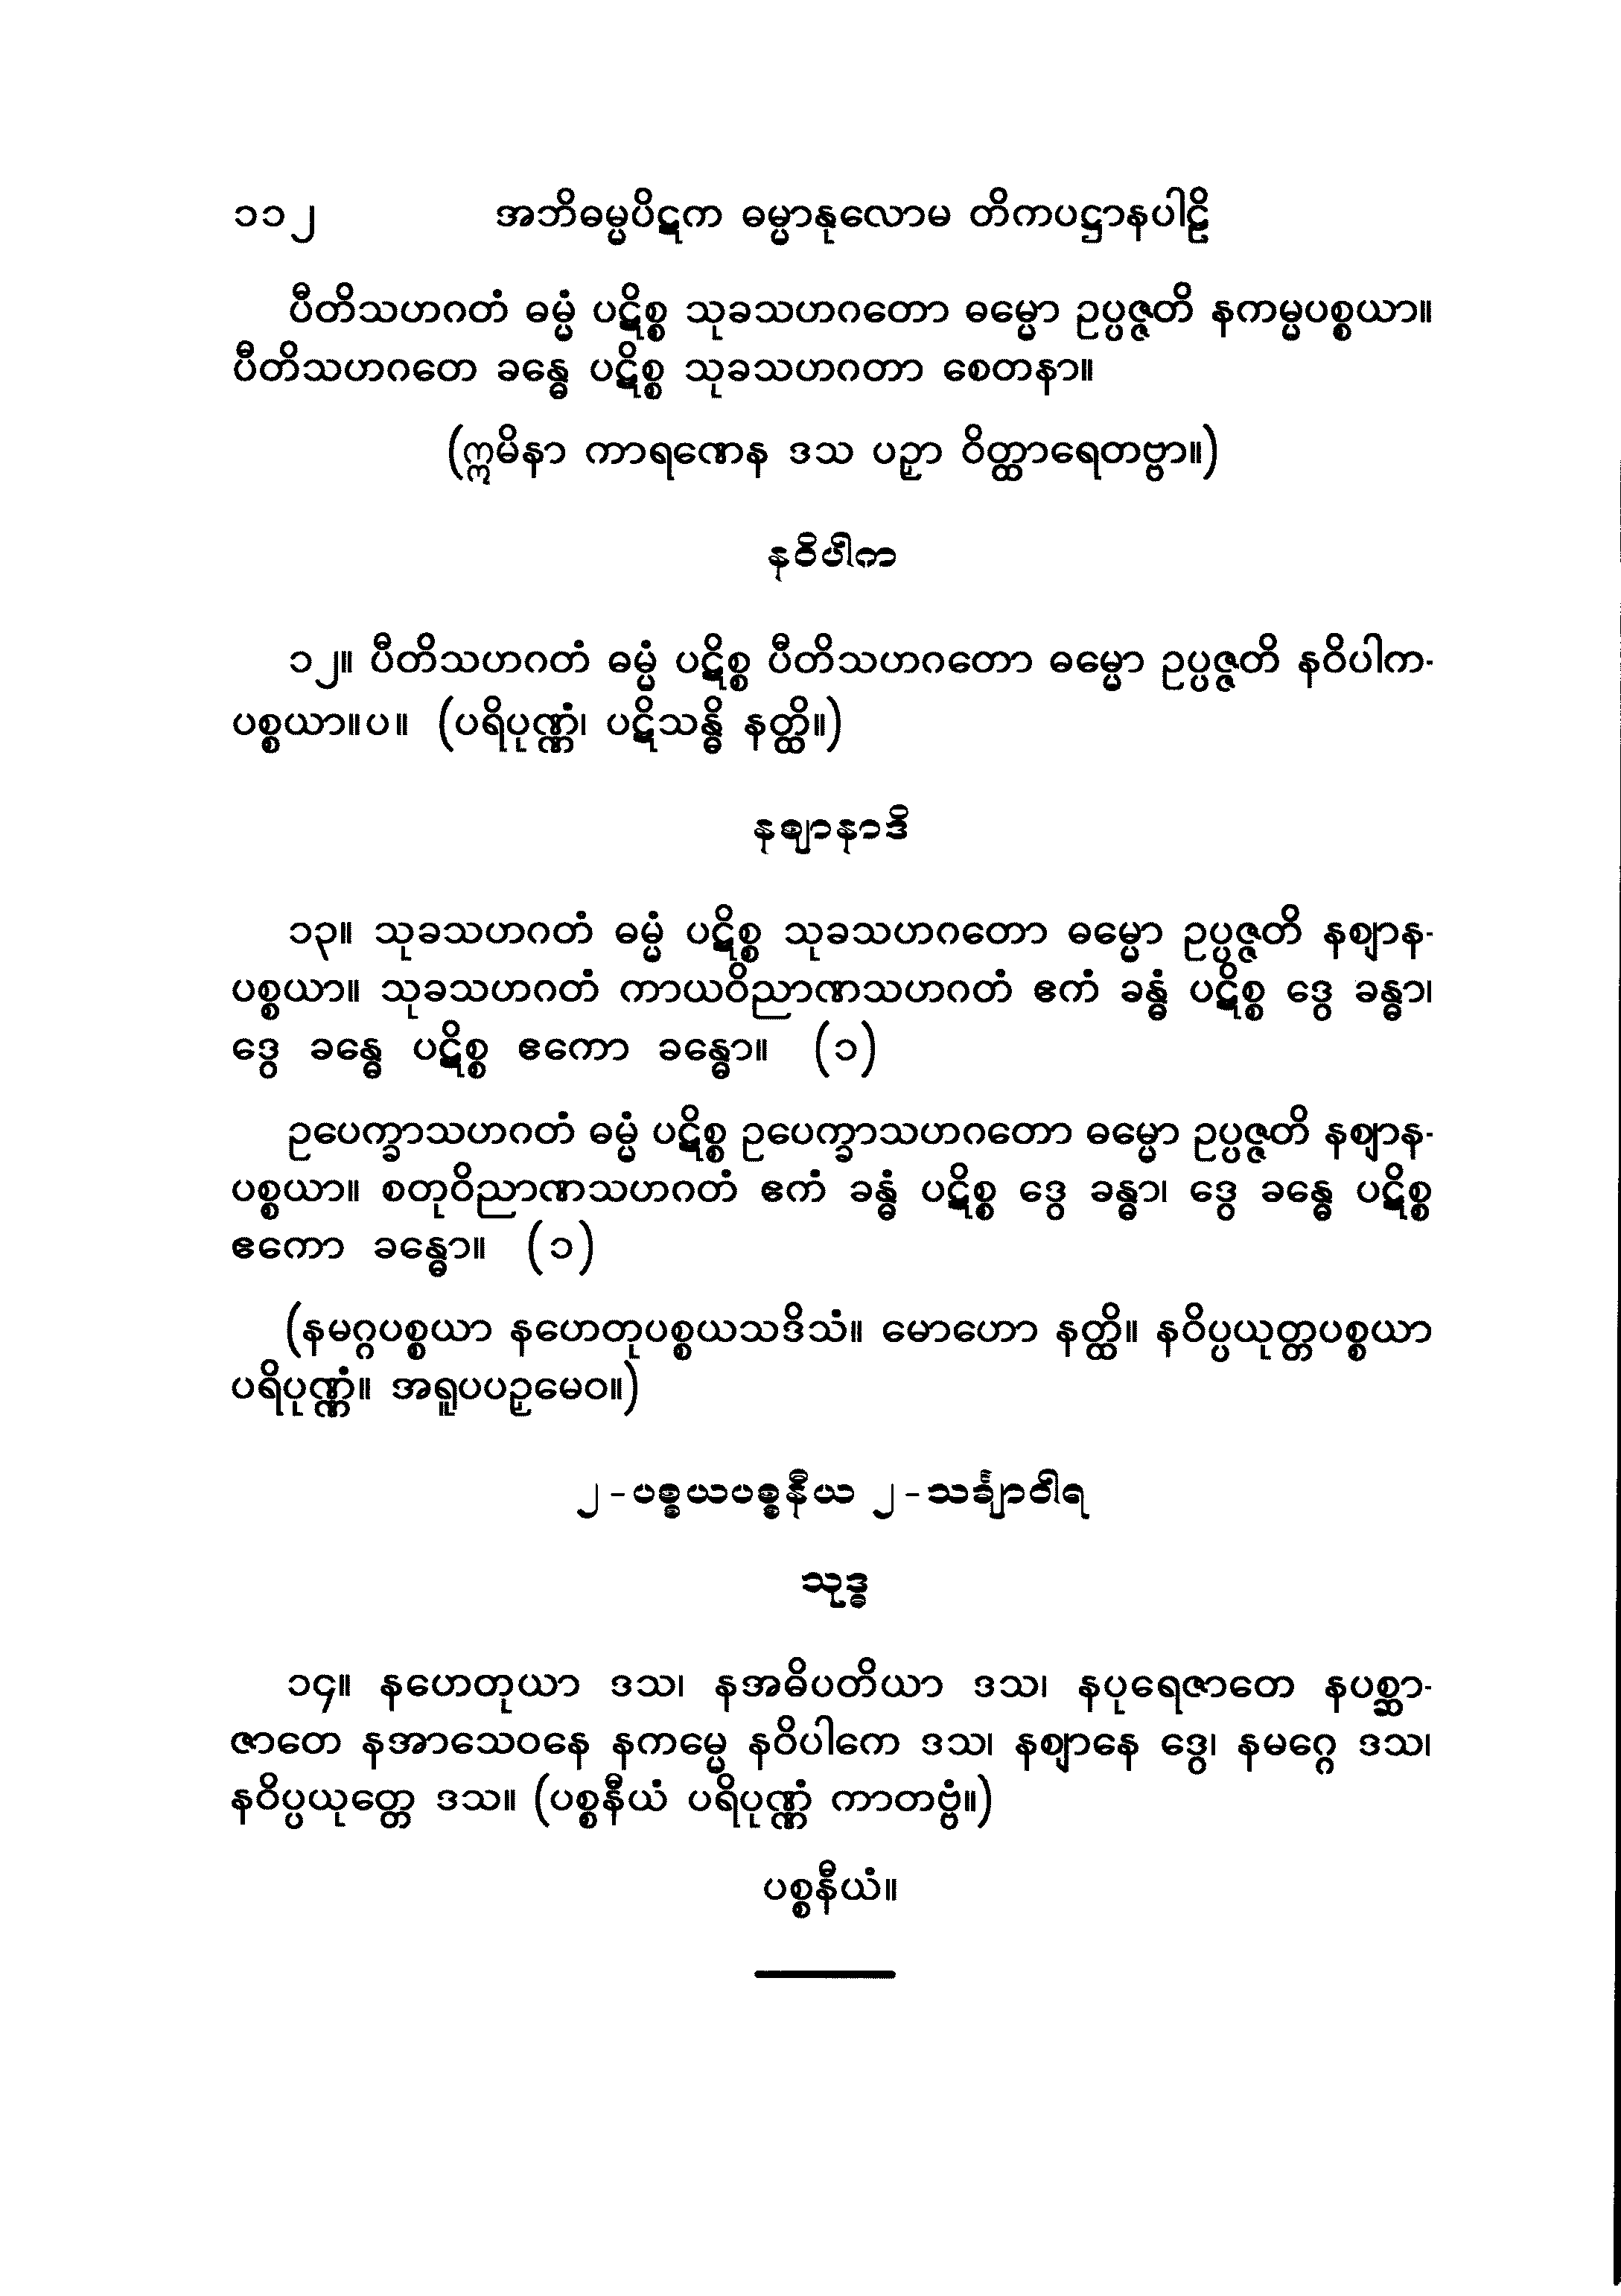 ၁၁၂ အဘိဓမ္မပိဋက ဓမ္မာနုလောမ တိကပဋ္ဌာနပါဠိ
ပီတိသဟဂတံ ဓမ္မံ ပဋိစ္စ သုခသဟဂတော ဓမ္မော ဥပ္ပဇ္ဇတိ နကမ္မပစ္စယာ။
ပီတိသဟဂတေ ခန္ဓေ ပဋိစ္စ သုခသဟဂတာ စေတနာ။
(ဣမိနာ ကာရဏေန ဒသ ပဉှာ ဝိတ္ထာရေတဗ္ဗာ။)
နဝိပါက
၁၂။ ပီတိသဟဂတံ ဓမ္မံ ပဋိစ္စ ပီတိသဟဂတော ဓမ္မော ဥပ္ပဇ္ဇတိ နဝိပါက-
ပစ္စယာ။ပ။ (ပရိပုဏ္ဏံ၊ ပဋိသန္ဓိ နတ္ထိ။)
နဈာနာဒိ
၁၃။ သုခသဟဂတံ ဓမ္မံ ပဋိစ္စ သုခသဟဂတော ဓမ္မော ဥပ္ပဇ္ဇတိ နဈာန-
ပစ္စယာ။ သုခသဟဂတံ ကာယဝိညာဏသဟဂတံ ဧကံ ခန္ဓံ ပဋိစ္စ ဒွေ ခန္ဓာ၊
ဒွေ ခန္ဓေ ပဋိစ္စ ဧကော ခန္ဓော။ (၁)
ဥပေက္ခာသဟဂတံ ဓမ္မံ ပဋိစ္စ ဥပေက္ခာသဟဂတော ဓမ္မော ဥပ္ပဇ္ဇတိ နဈာန-
ပစ္စယာ။ စတုဝိညာဏသဟဂတံ ဧကံ ခန္ဓံ ပဋိစ္စ ဒွေ ခန္ဓာ၊ ဒွေ ခန္ဓေ ပဋိစ္စ
ဧကော ခန္ဓော။ (၁)
(နမဂ္ဂပစ္စယာ နဟေတုပစ္စယသဒိသံ။ မောဟော နတ္ထိ။ နဝိပ္ပယုတ္တပစ္စယာ
ပရိပုဏ္ဏံ။ အရူပပဉှမေဝ။)
၂-ပစ္စယပစ္စနီယ ၂-သင်္ချာဝါရ
သုဒ္ဓ
၁၄။ နဟေတုယာ ဒသ၊ နအဓိပတိယာ ဒသ၊ နပုရေဇာတေ နပစ္ဆာ-
ဇာတေ နအာသေဝနေ နကမ္မေ နဝိပါကေ ဒသ၊ နဈာနေ ဒွေ၊ နမဂ္ဂေ ဒသ၊
နဝိပ္ပယုတ္တေ ဒသ။ (ပစ္စနီယံ ပရိပုဏ္ဏံ ကာတဗ္ဗံ။)
ပစ္စနီယံ။